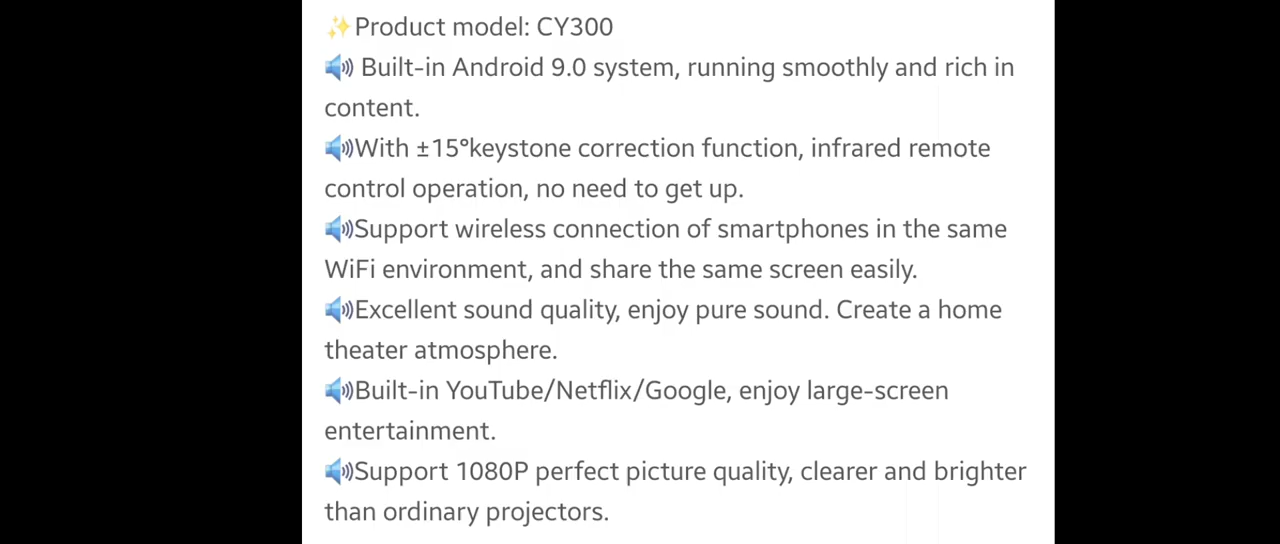 ✨Product model: CY300
🔊 Built-in Android 9.0 system, running smoothly and rich in
content.
🔊With ±15°keystone correction function, infrared remote
control operation, no need to get up.
🔊Support wireless connection of smartphones in the same
WiFi environment, and share the same screen easily.
🔊Excellent sound quality, enjoy pure sound. Create a home
theater atmosphere.
🔊Built-in YouTube/Netflix/Google, enjoy large-screen
entertainment.
🔊Support 1080P perfect picture quality, clearer and brighter
than ordinary projectors.